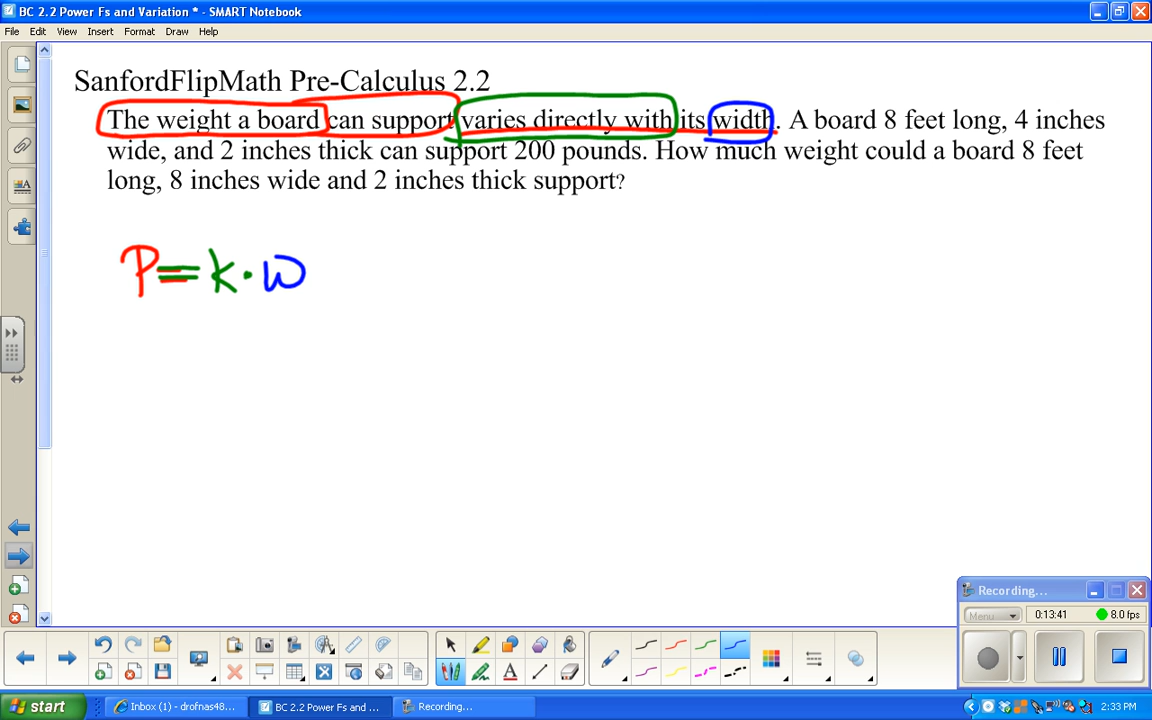 BC 2.2 Power Fs and Variation * - SMART Notebook
File Edit View Insert Format Draw Help
SanfordFlipMath Pre-Calculus 2.2
The weight a board can support varies directly with its width. A board 8 feet long, 4 inches
wide, and 2 inches thick can support 200 pounds. How much weight could a board 8 feet
long, 8 inches wide and 2 inches thick support?
P = k · w
Recording...
Menu 0:13:41 8.0 fps
start Inbox (1) - drofnas48... BC 2.2 Power Fs and ... Recording... 2:33 PM